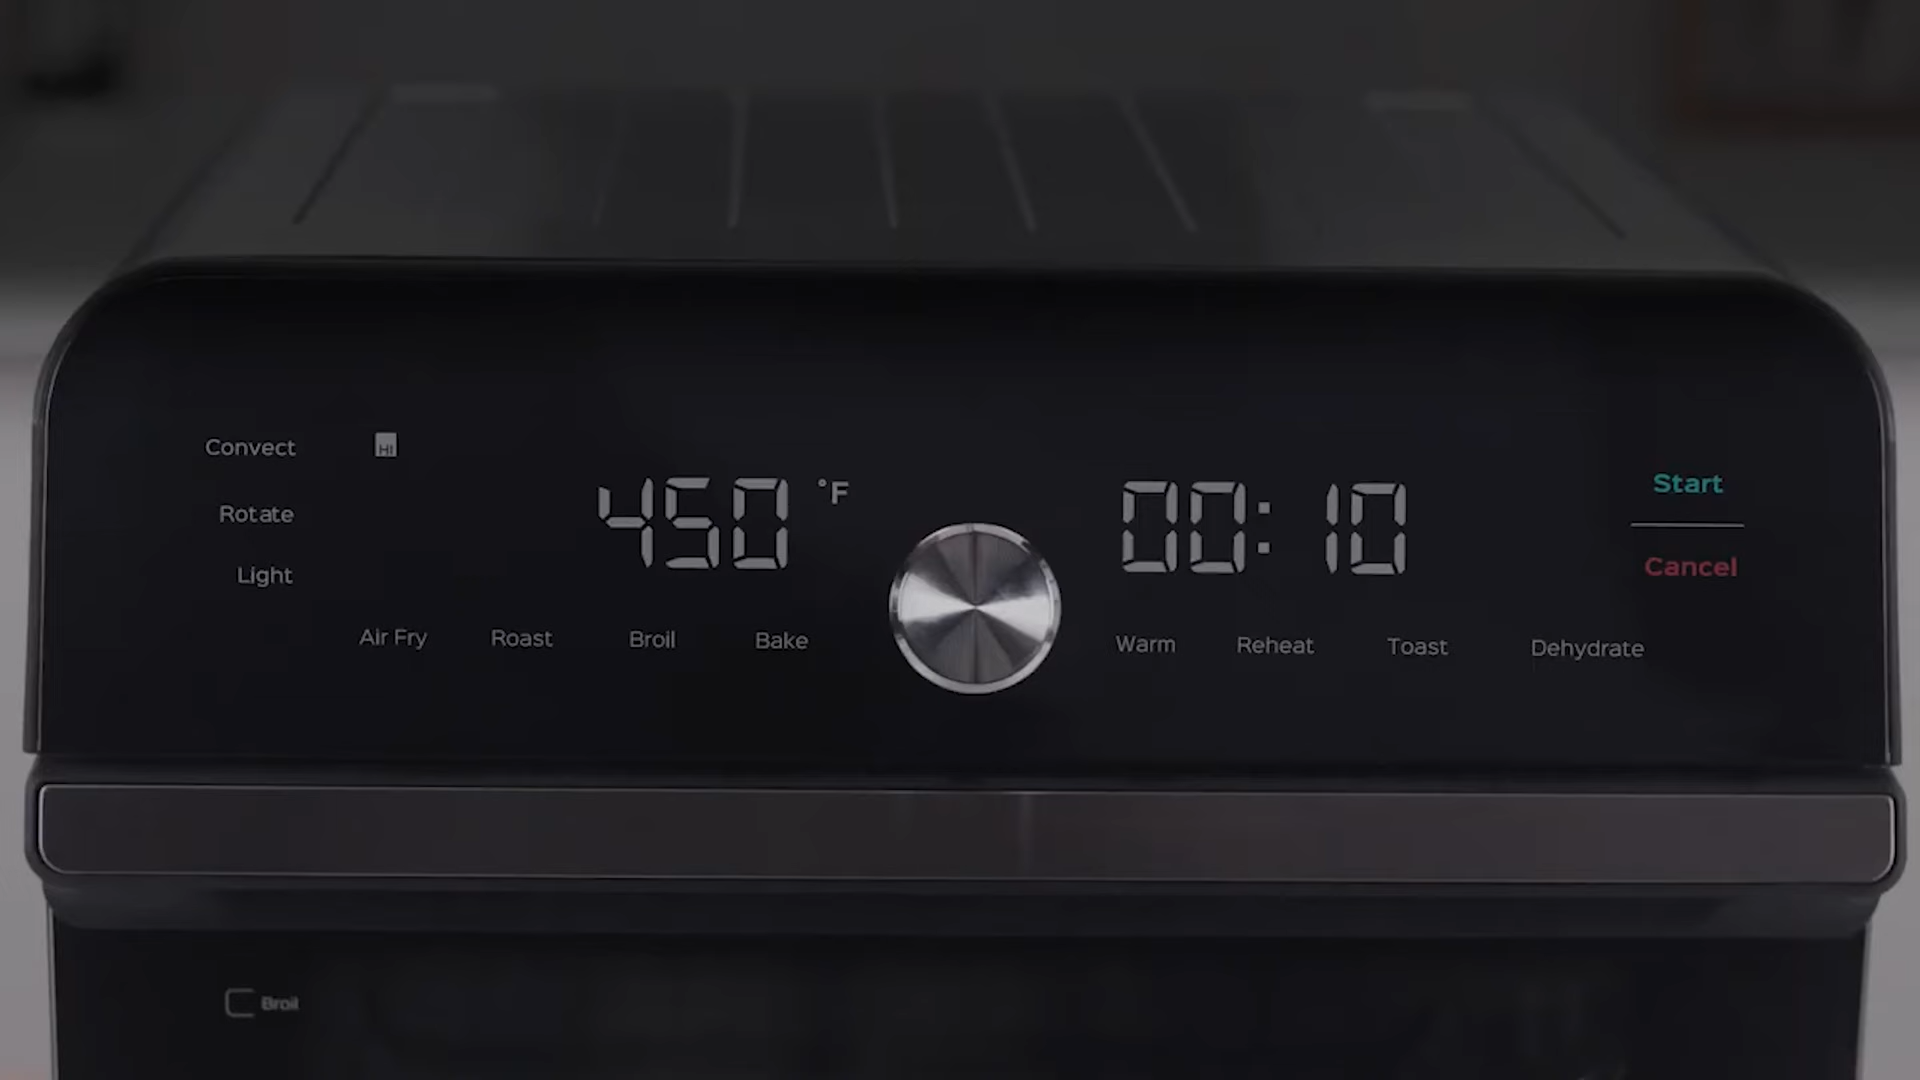 Convect HI
Rotate
Light
450 °F
00:10
Start
Cancel
Air Fry Roast Broil Bake Warm Reheat Toast Dehydrate
Broil